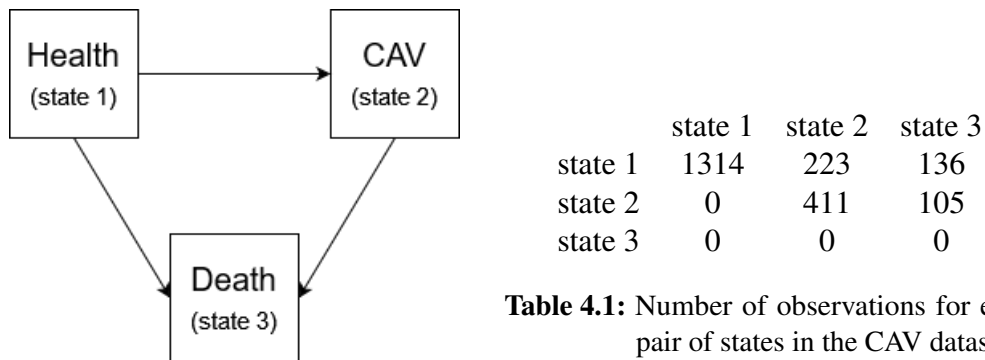 Health
(state 1)
CAV
(state 2)
Death
(state 3)
state 1 state 2 state 3
state 1 1314 223 136
state 2 0 411 105
state 3 0 0 0
Table 4.1: Number of observations for
pair of states in the CAV